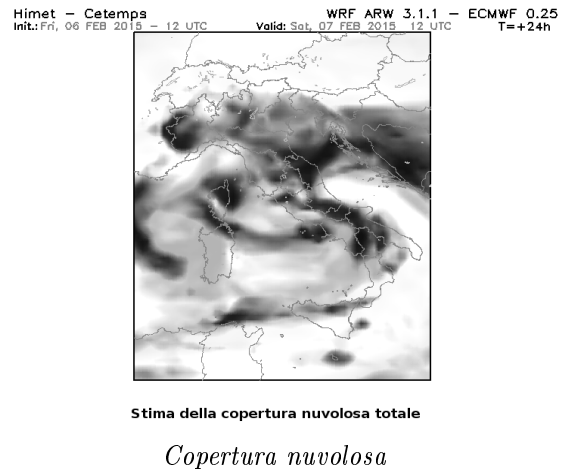 Himet – Cetemps WRF ARW 3.1.1 – ECMWF 0.25
Init.: Fri, 06 FEB 2015 – 12 UTC Valid: Sat, 07 FEB 2015 12 UTC T=+24h
Stima della copertura nuvolosa totale
Copertura nuvolosa